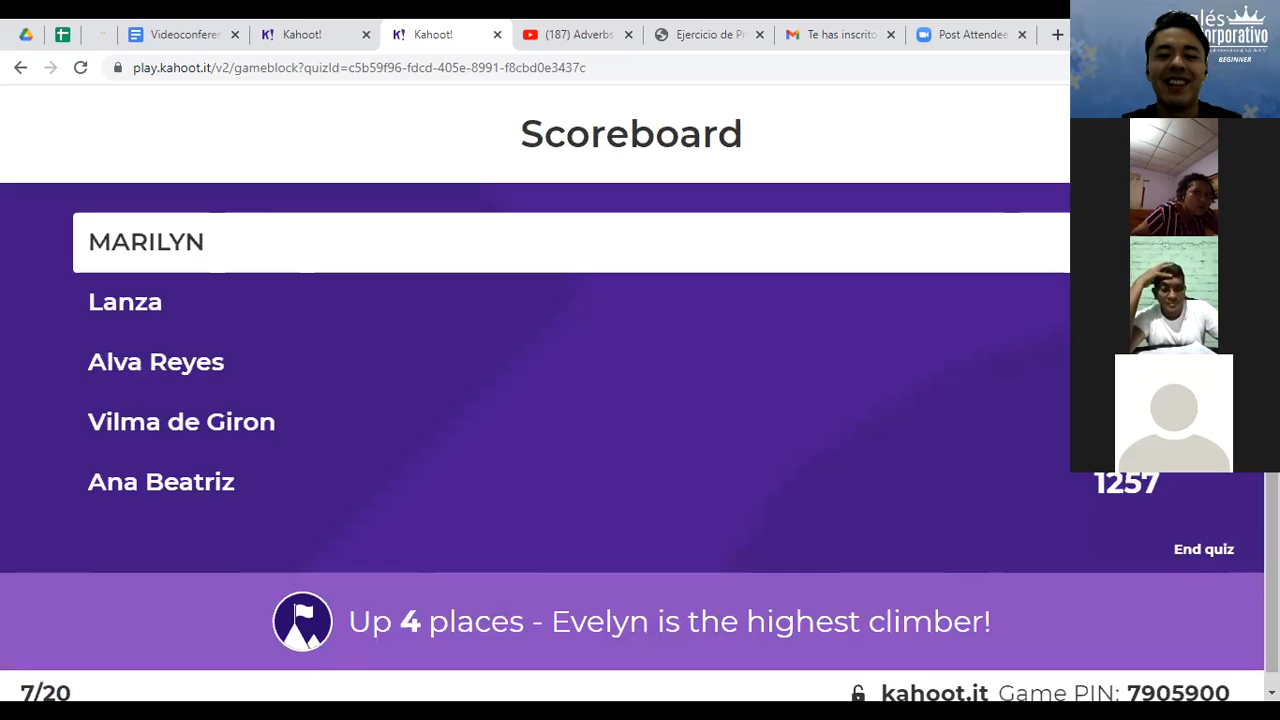 Videoconferen
Kahoot!
Kahoot!
(187) Adverbs
Ejercicio de Pr
Te has inscrito
Post Attendee
play.kahoot.it/v2/gameblock?quizId=c5b59f96-fdcd-405e-8991-f8cbd0e3437c
BEGINNER
Scoreboard
MARILYN
Lanza
Alva Reyes
Vilma de Giron
Ana Beatriz
1257
End quiz
Up 4 places - Evelyn is the highest climber!
7/20
kahoot.it Game PIN: 7905900